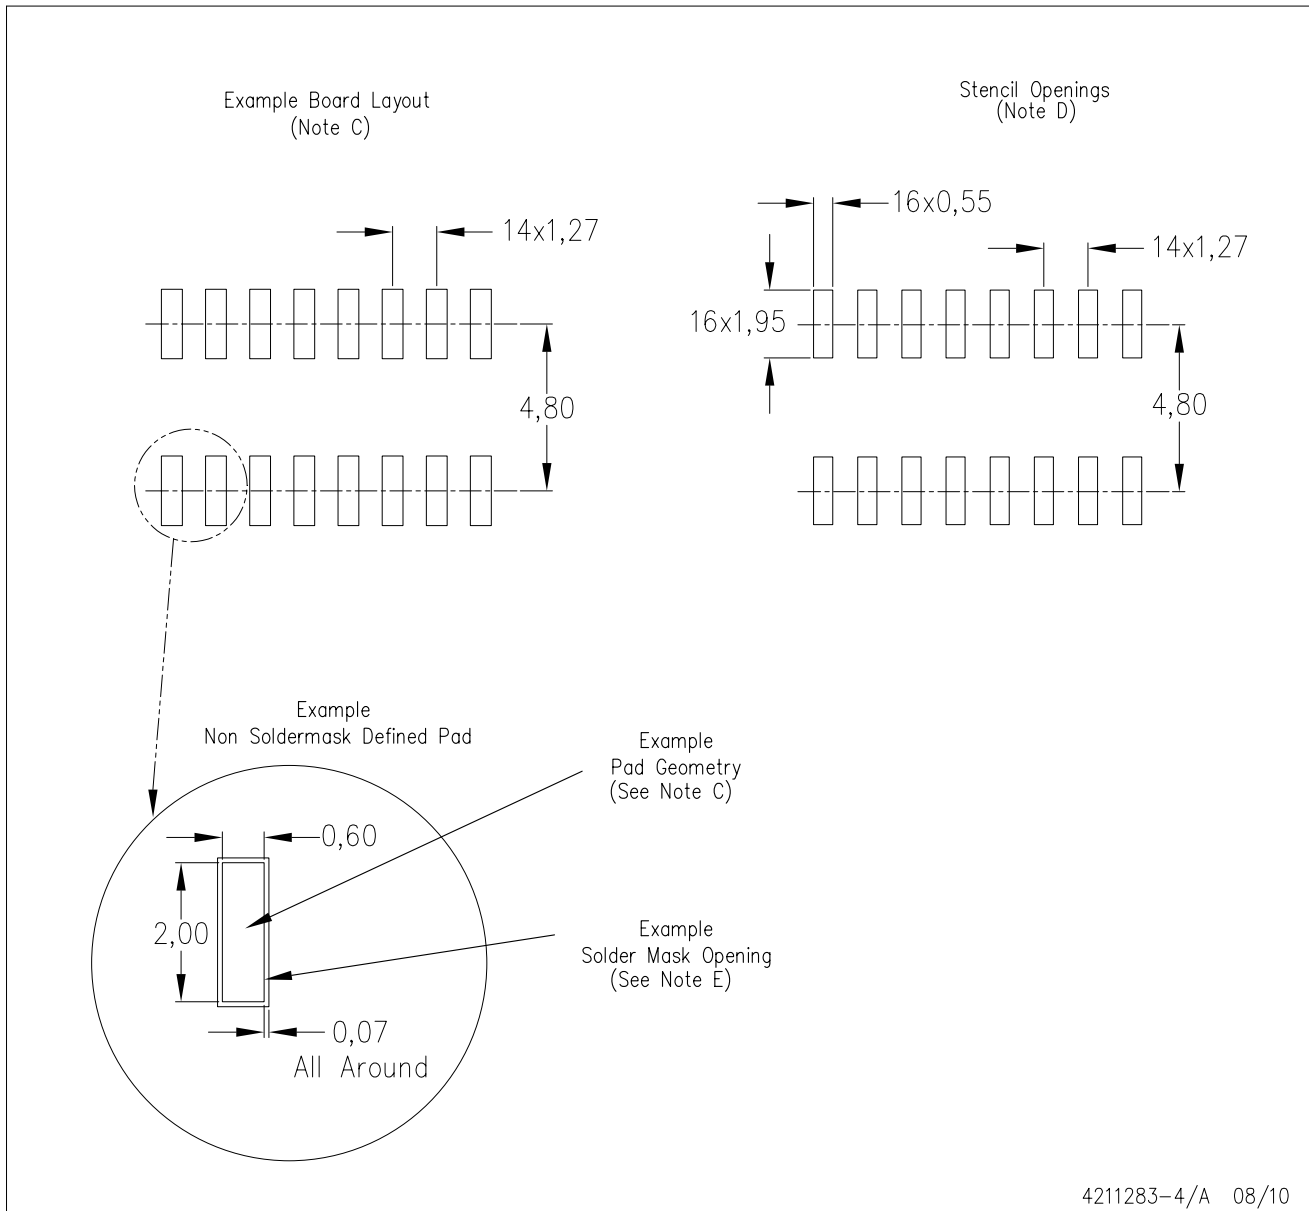 Example Board Layout
(Note C)
Stencil Openings
(Note D)
14x1,27
4,80
16x0,55
14x1,27
16x1,95
4,80
Example
Non Soldermask Defined Pad
Example
Pad Geometry
(See Note C)
0,60
2,00
Example
Solder Mask Opening
(See Note E)
0,07
All Around
4211283-4/A 08/10